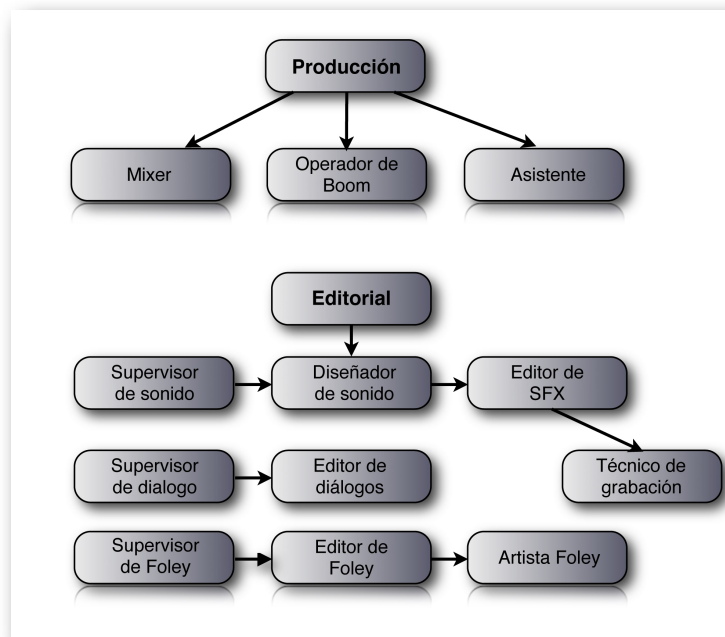 Producción
Mixer
Operador de
Boom
Asistente
Editorial
Supervisor
de sonido
Diseñador
de sonido
Editor de
SFX
Supervisor
de dialogo
Editor de
diálogos
Técnico de
grabación
Supervisor
de Foley
Editor de
Foley
Artista Foley